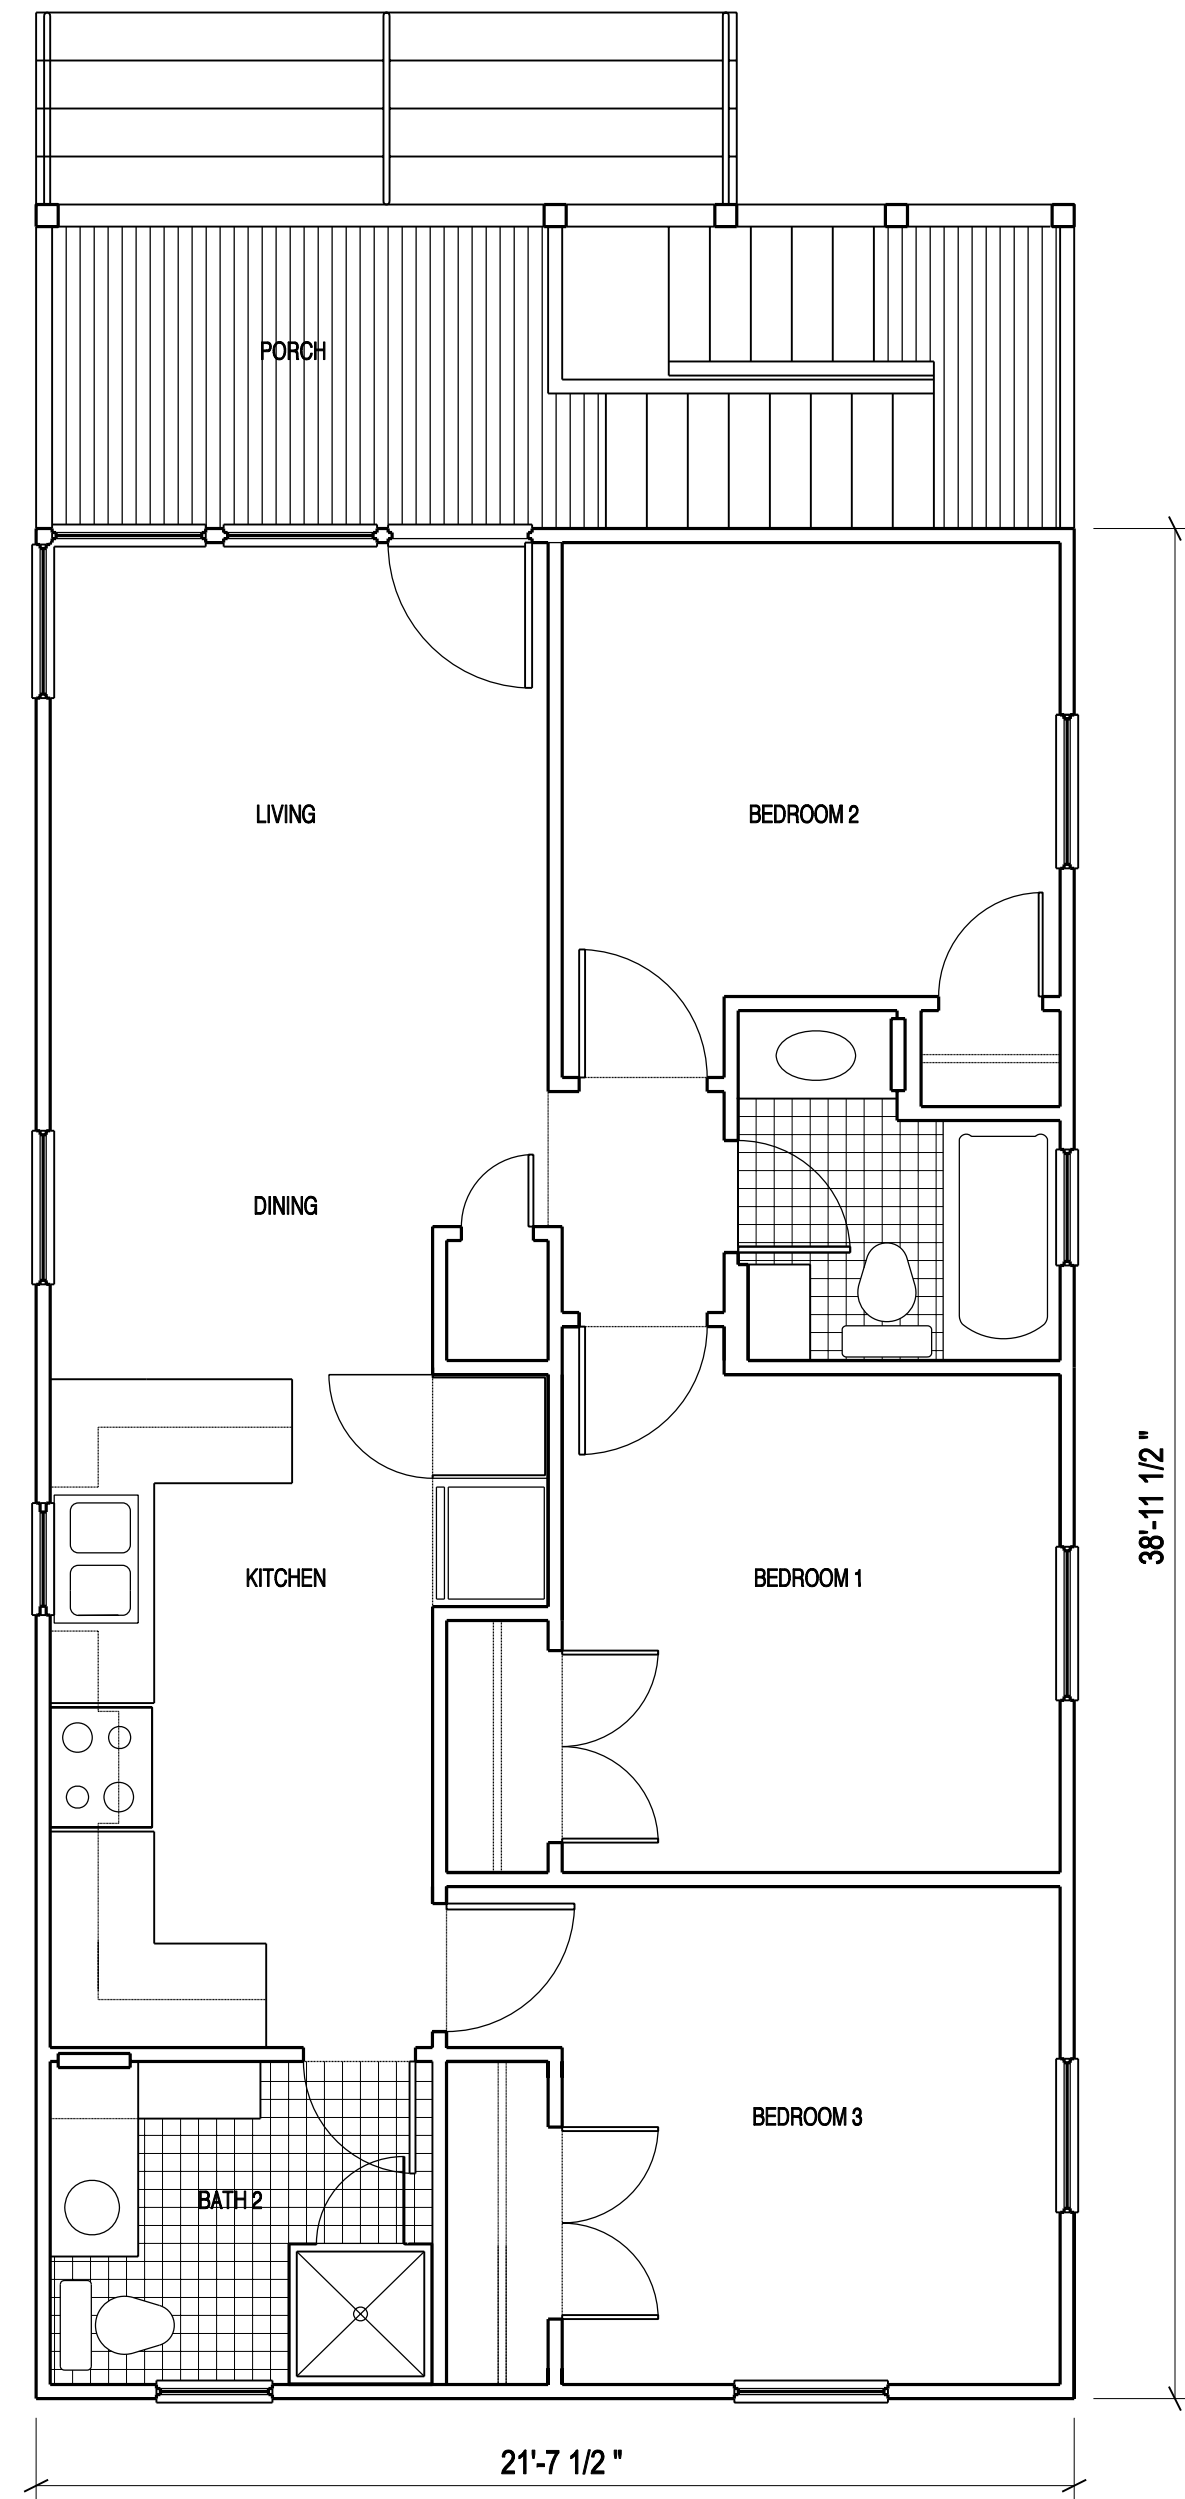 PORCH
LIVING
BEDROOM 2
DINING
38'-11 1/2 "
KITCHEN
BEDROOM 1
BEDROOM 3
BATH 2
21'-7 1/2 "